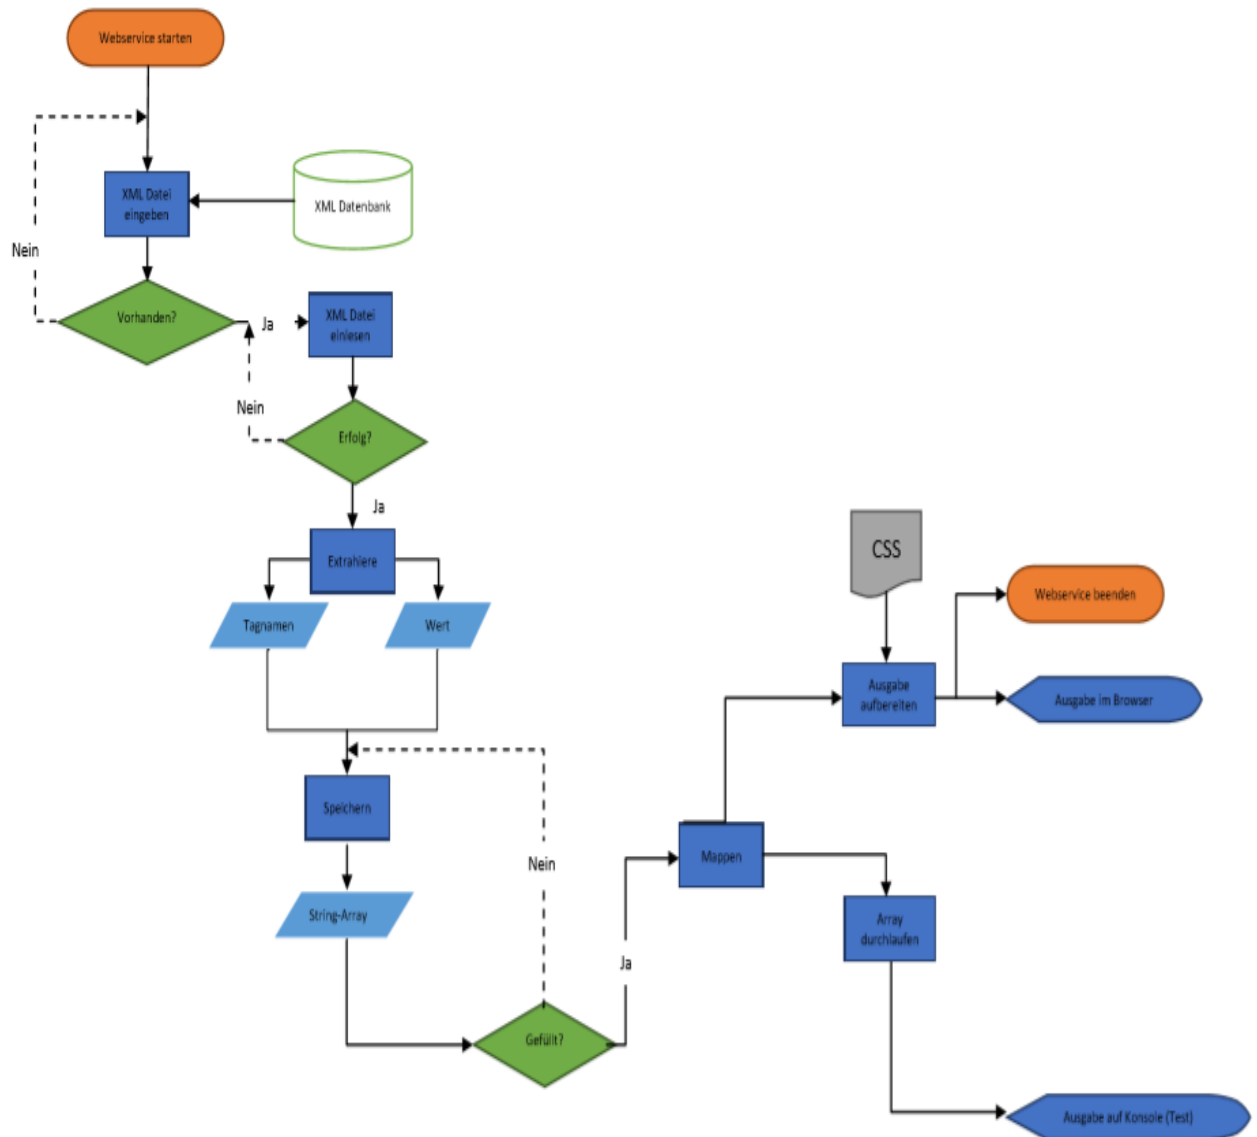 Webservice starten
XML Datei
eingeben
XML Datenbank
Nein
Vorhanden?
Ja
XML Datei
einlesen
Nein
Erfolg?
Ja
Extrahiere
Tagnamen
Wert
CSS
Webservice beenden
Ausgabe
aufbereiten
Ausgabe im Browser
Speichern
Nein
Mappen
String-Array
Array
durchlaufen
Ja
Gefüllt?
Ausgabe auf Konsole (Test)